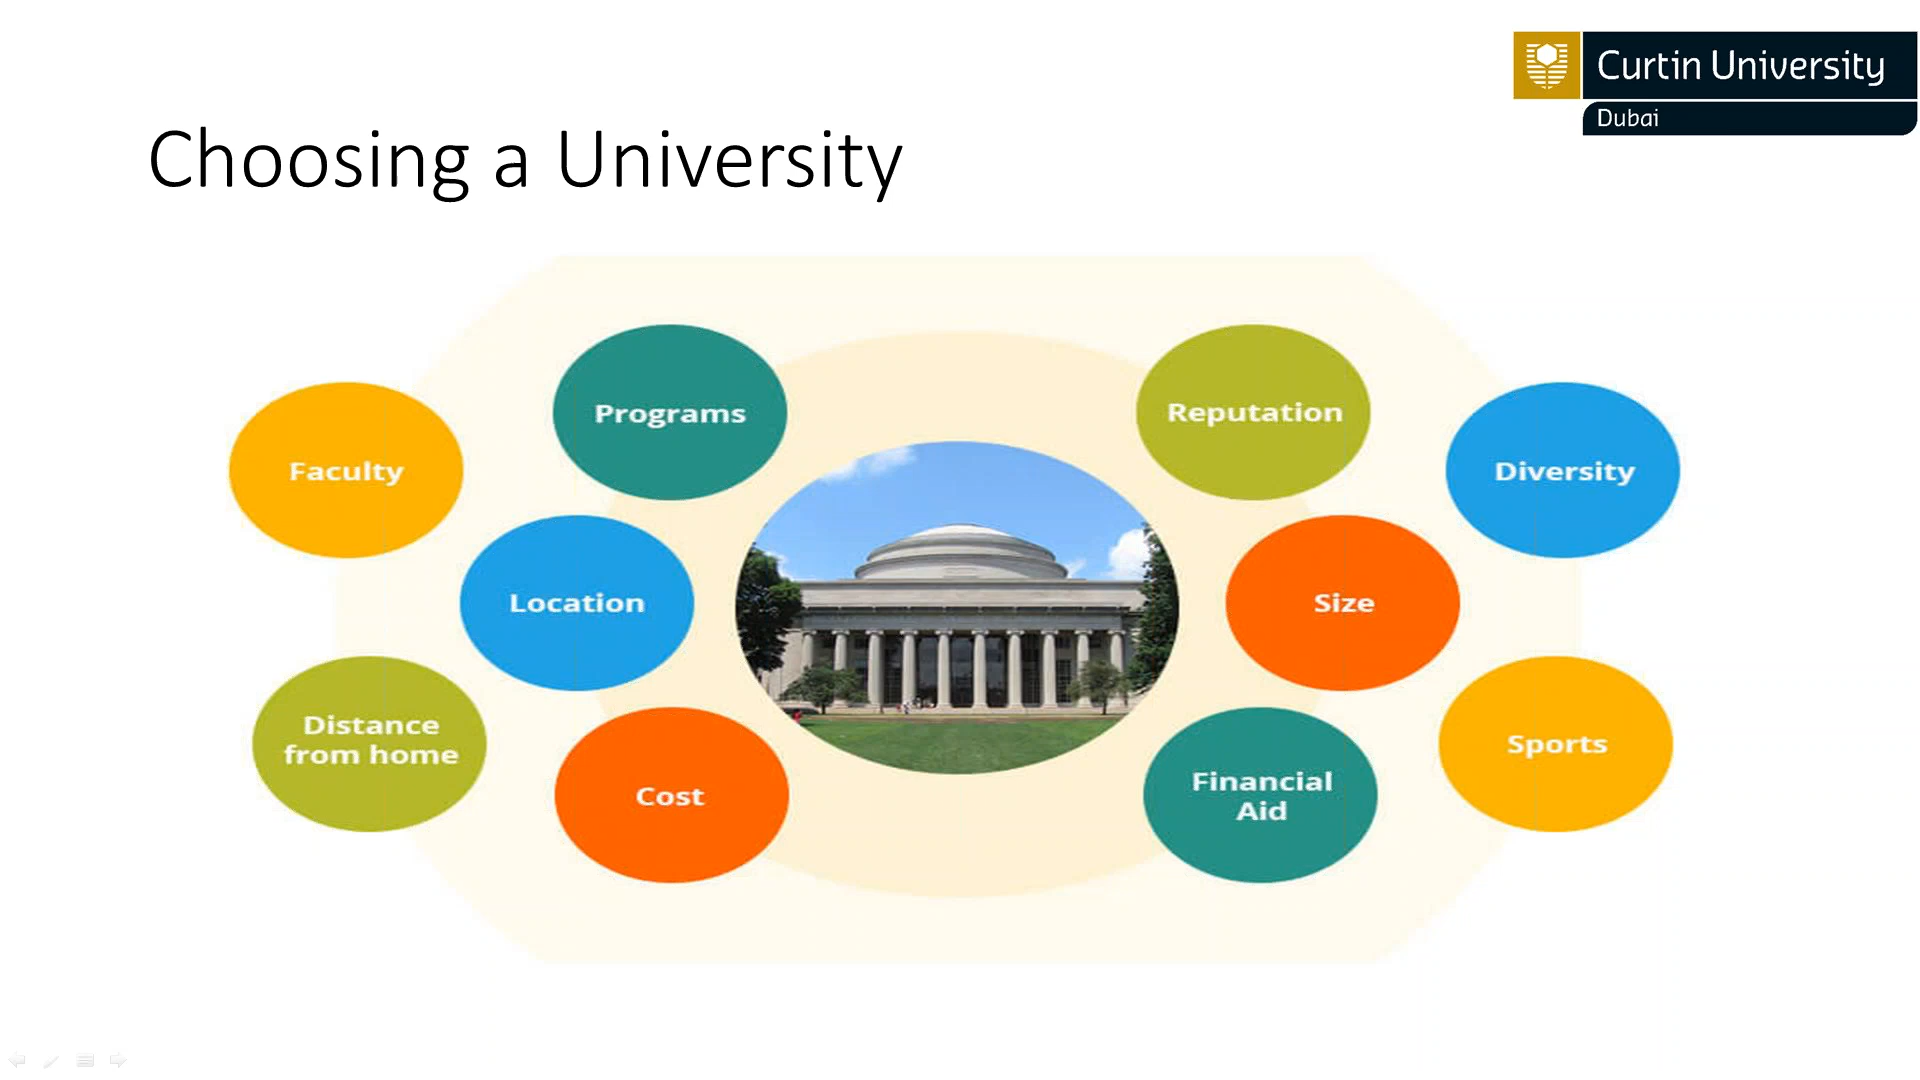 Curtin University
Dubai
Choosing a University
Programs
Reputation
Faculty
Diversity
Location
Size
Distance
from home
Sports
Cost
Financial
Aid